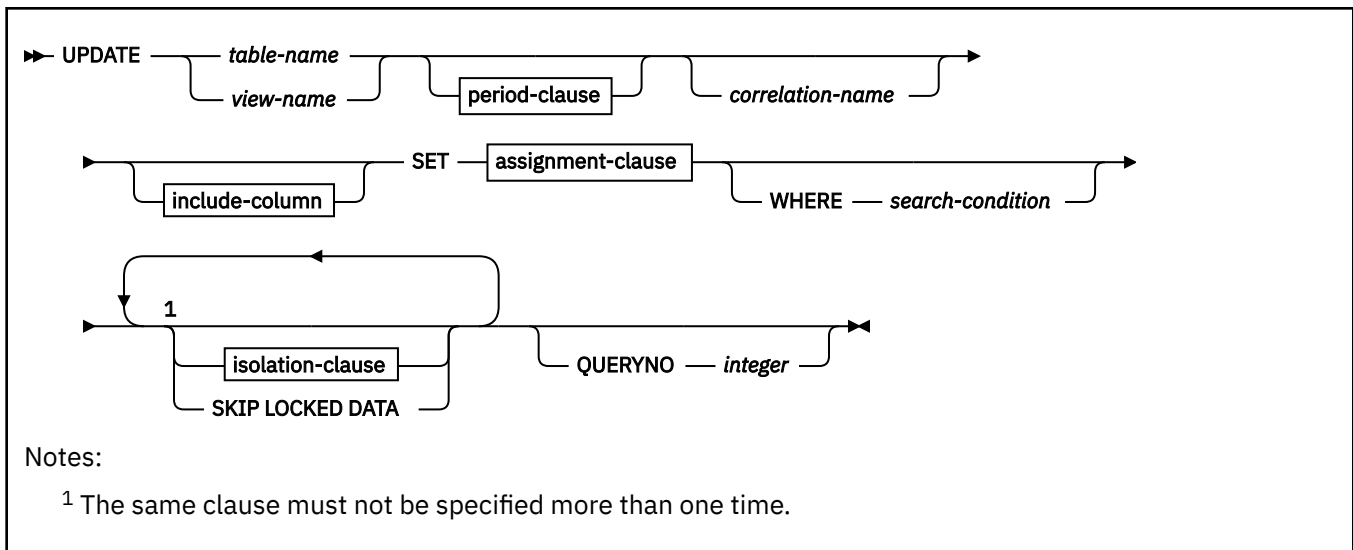 UPDATE table-name period-clause correlation-name
view-name
include-column SET assignment-clause WHERE search-condition
1
isolation-clause QUERYNO integer
SKIP LOCKED DATA
Notes:
1 The same clause must not be specified more than one time.